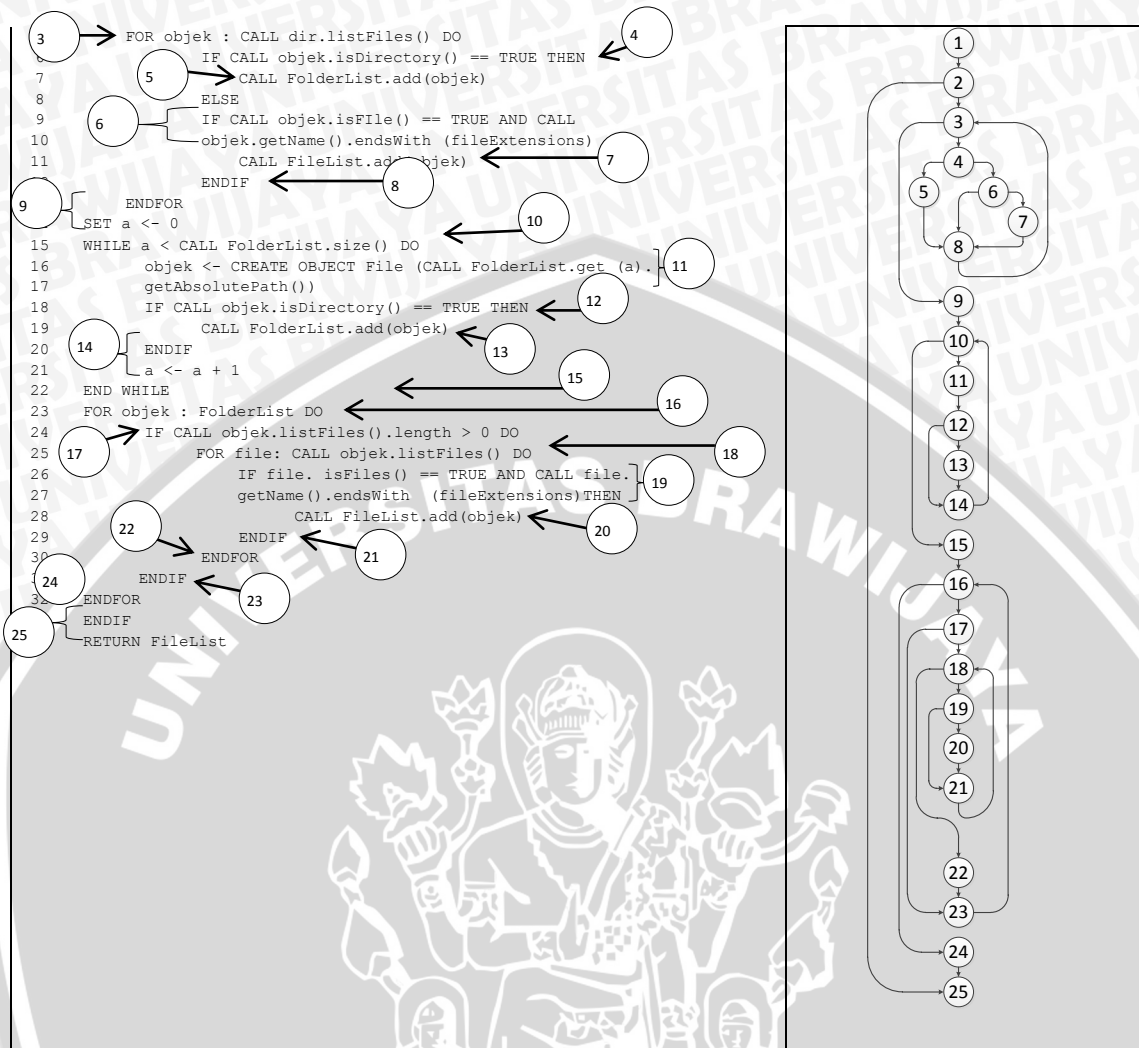 3 FOR objek : CALL dir.listFiles() DO 4
6 IF CALL objek.isDirectory() == TRUE THEN
7 5 CALL FolderList.add(objek)
8 ELSE
9 6 IF CALL objek.isFIle() == TRUE AND CALL
10 objek.getName().endsWith (fileExtensions)
11 CALL FileList.add(objek) 7
ENDIF 8
9 ENDFOR
SET a <- 0 10
15 WHILE a < CALL FolderList.size() DO
16 objek <- CREATE OBJECT File (CALL FolderList.get (a). 11
17 getAbsolutePath())
18 IF CALL objek.isDirectory() == TRUE THEN 12
19 CALL FolderList.add(objek) 13
20 14 ENDIF
21 a <- a + 1
22 END WHILE 15
23 FOR objek : FolderList DO 16
24 17 IF CALL objek.listFiles().length > 0 DO
25 FOR file: CALL objek.listFiles() DO 18
26 IF file. isFiles() == TRUE AND CALL file. 19
27 getName().endsWith (fileExtensions)THEN
28 CALL FileList.add(objek) 20
29 ENDIF 21
30 22 ENDFOR
24 ENDIF 23
32 ENDFOR
25 ENDIF
RETURN FileList
1
2
3
4
5 6
7
8
9
10
11
12
13
14
15
16
17
18
19
20
21
22
23
24
25
UNIVERSITAS BRAWIJAYA